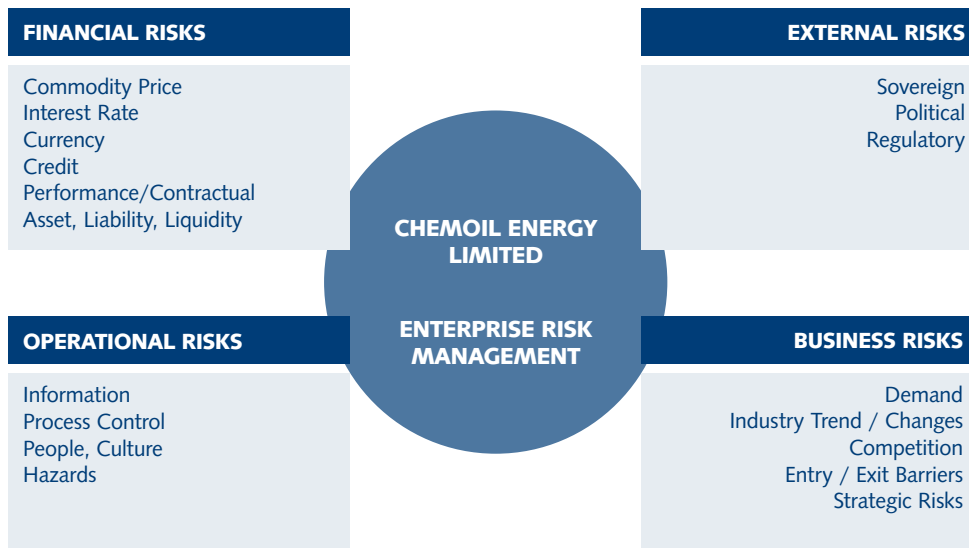 FINANCIAL RISKS
Commodity Price
Interest Rate
Currency
Credit
Performance/Contractual
Asset, Liability, Liquidity
EXTERNAL RISKS
Sovereign
Political
Regulatory
CHEMOIL ENERGY
LIMITED
ENTERPRISE RISK
MANAGEMENT
OPERATIONAL RISKS
Information
Process Control
People, Culture
Hazards
BUSINESS RISKS
Demand
Industry Trend / Changes
Competition
Entry / Exit Barriers
Strategic Risks